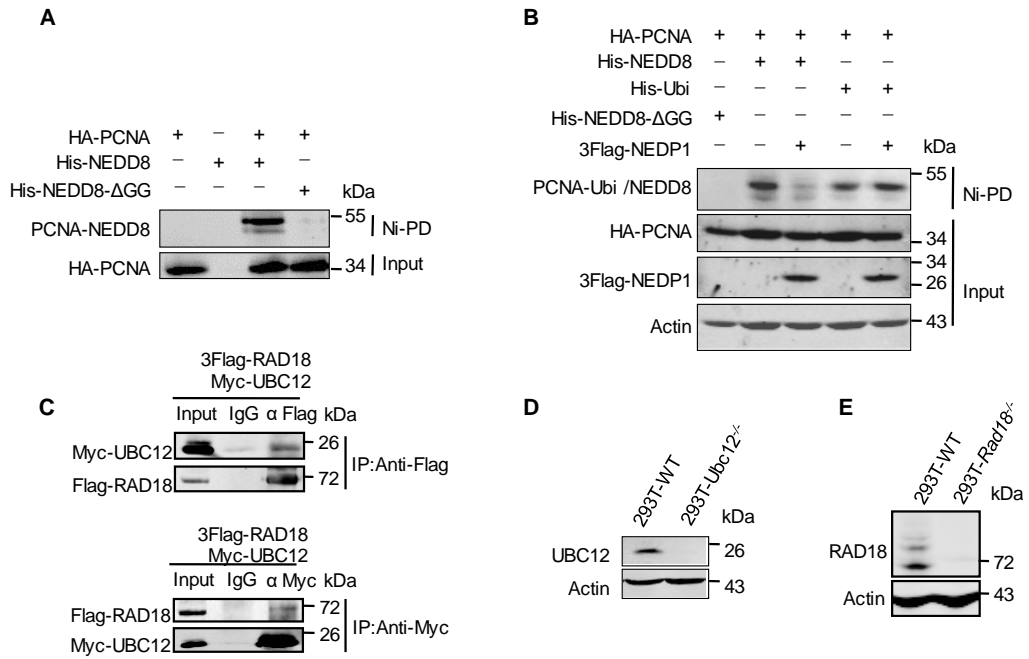 A
HA-PCNA + – + +
His-NEDD8 – + + –
His-NEDD8-ΔGG – – – +
kDa
PCNA-NEDD8 55 Ni-PD
HA-PCNA 34 Input
B
HA-PCNA + + + + +
His-NEDD8 – + + – –
His-Ubi – – – + +
His-NEDD8-ΔGG + – – – –
3Flag-NEDP1 – – + – + kDa
PCNA-Ubi /NEDD8 55 Ni-PD
HA-PCNA 34
3Flag-NEDP1 34
26
Input
Actin 43
C
3Flag-RAD18
Myc-UBC12
Input IgG α Flag kDa
Myc-UBC12 26
IP:Anti-Flag
Flag-RAD18 72
3Flag-RAD18
Myc-UBC12
Input IgG α Myc kDa
Flag-RAD18 72
IP:Anti-Myc
Myc-UBC12 26
D
293T-WT
293T-Ubc12-/-
kDa
UBC12 26
Actin 43
E
293T-WT
293T-Rad18-/-
kDa
RAD18 72
Actin 43